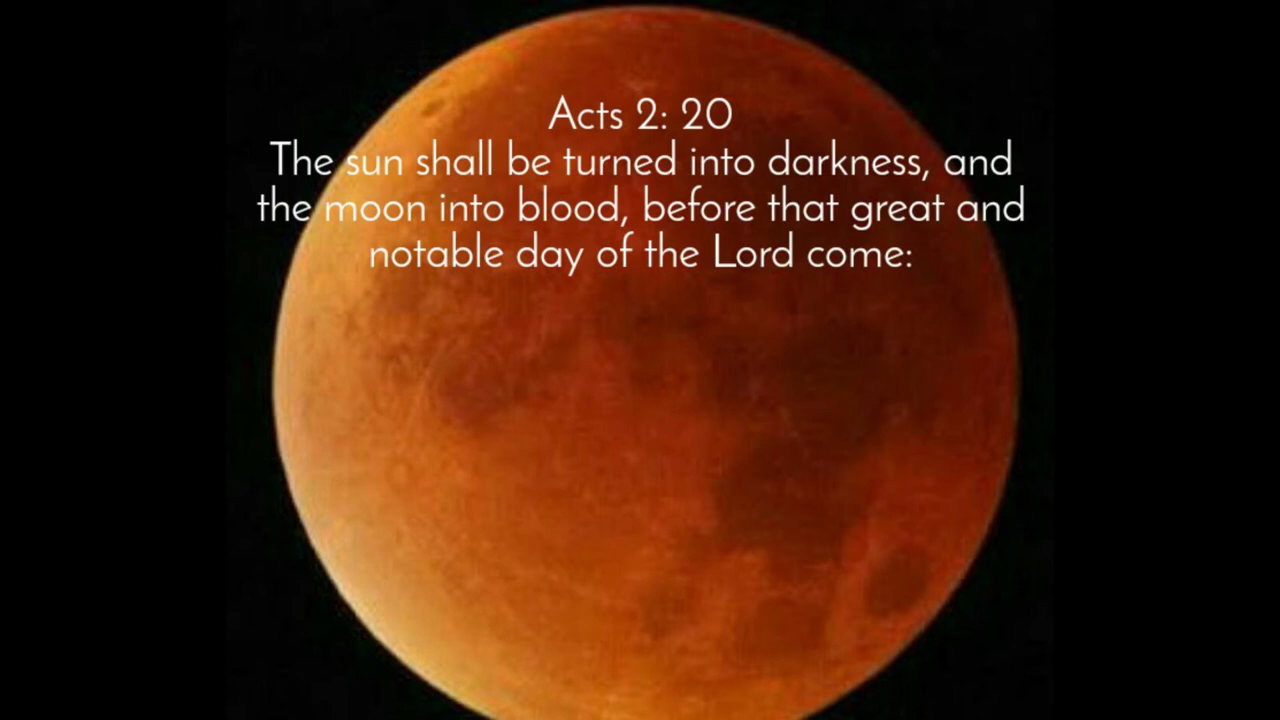 Acts 2: 20
The sun shall be turned into darkness, and
the moon into blood, before that great and
notable day of the Lord come: